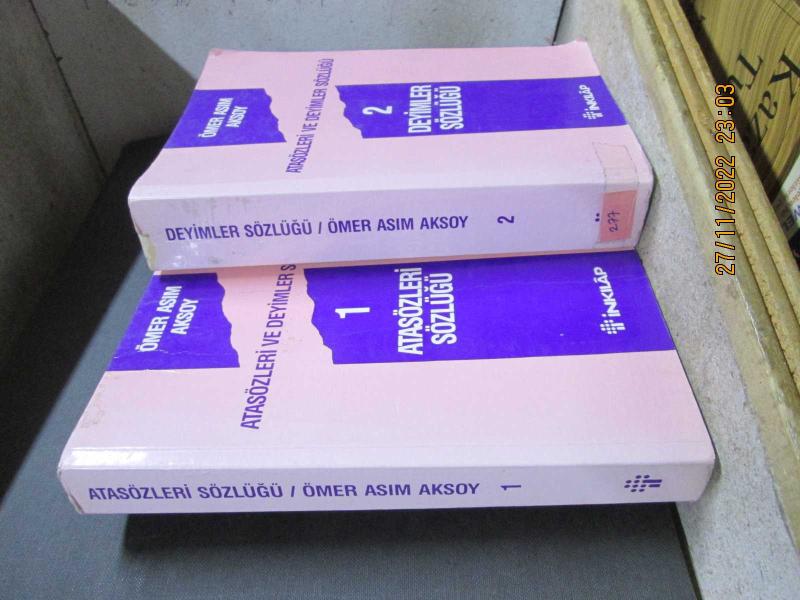 ÖMER ASIM
AKSOY
ATASÖZLERİ VE DEYİMLER SÖZLÜĞÜ
2
DEYİMLER
SÖZLÜĞÜ
İNKILÂP
DEYİMLER SÖZLÜĞÜ / ÖMER ASIM AKSOY 2
277
ÖMER ASIM
AKSOY
ATASÖZLERİ VE DEYİMLER S
1
ATASÖZLERİ
SÖZLÜĞÜ
İNKILÂP
ATASÖZLERİ SÖZLÜĞÜ / ÖMER ASIM AKSOY 1
27/11/2022 23:03